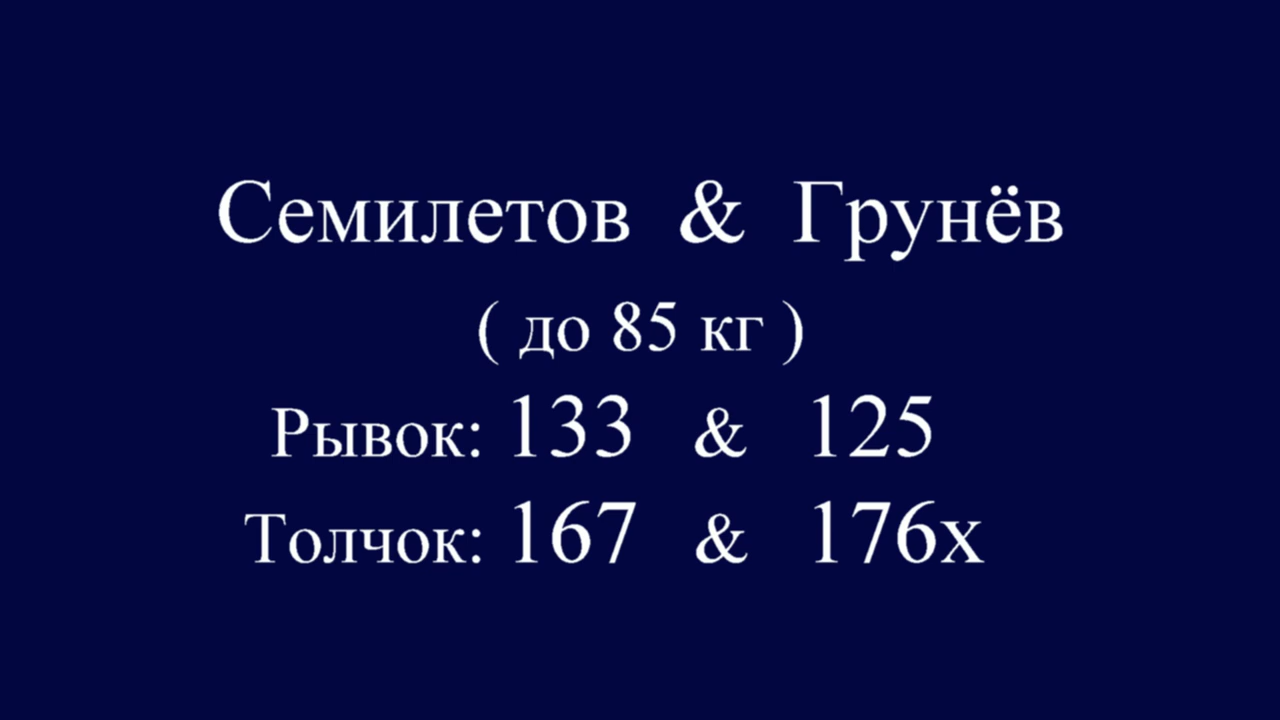 Семилетов & Грунёв
( до 85 кг )
Рывок: 133 & 125
Толчок: 167 & 176х